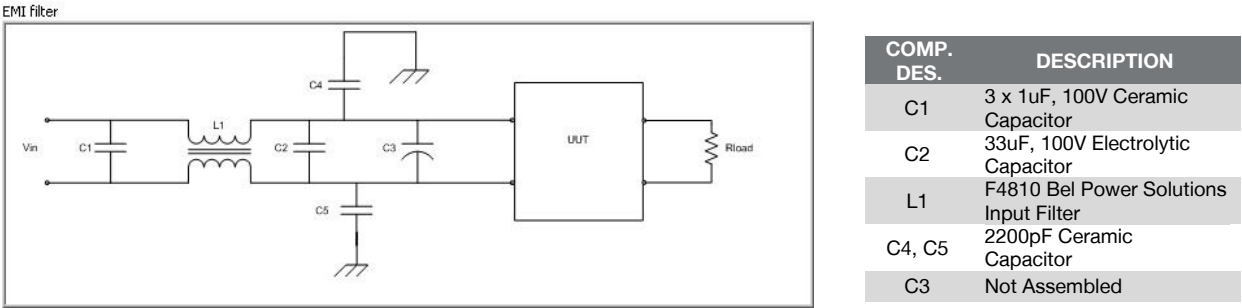 EMI filter
C4
L1
Vin
C1
C2
C3
UUT
Rload
C5
COMP.
DES.
DESCRIPTION
C1
3 x 1uF, 100V Ceramic
Capacitor
C2
33uF, 100V Electrolytic
Capacitor
L1
F4810 Bel Power Solutions
Input Filter
C4, C5
2200pF Ceramic
Capacitor
C3
Not Assembled